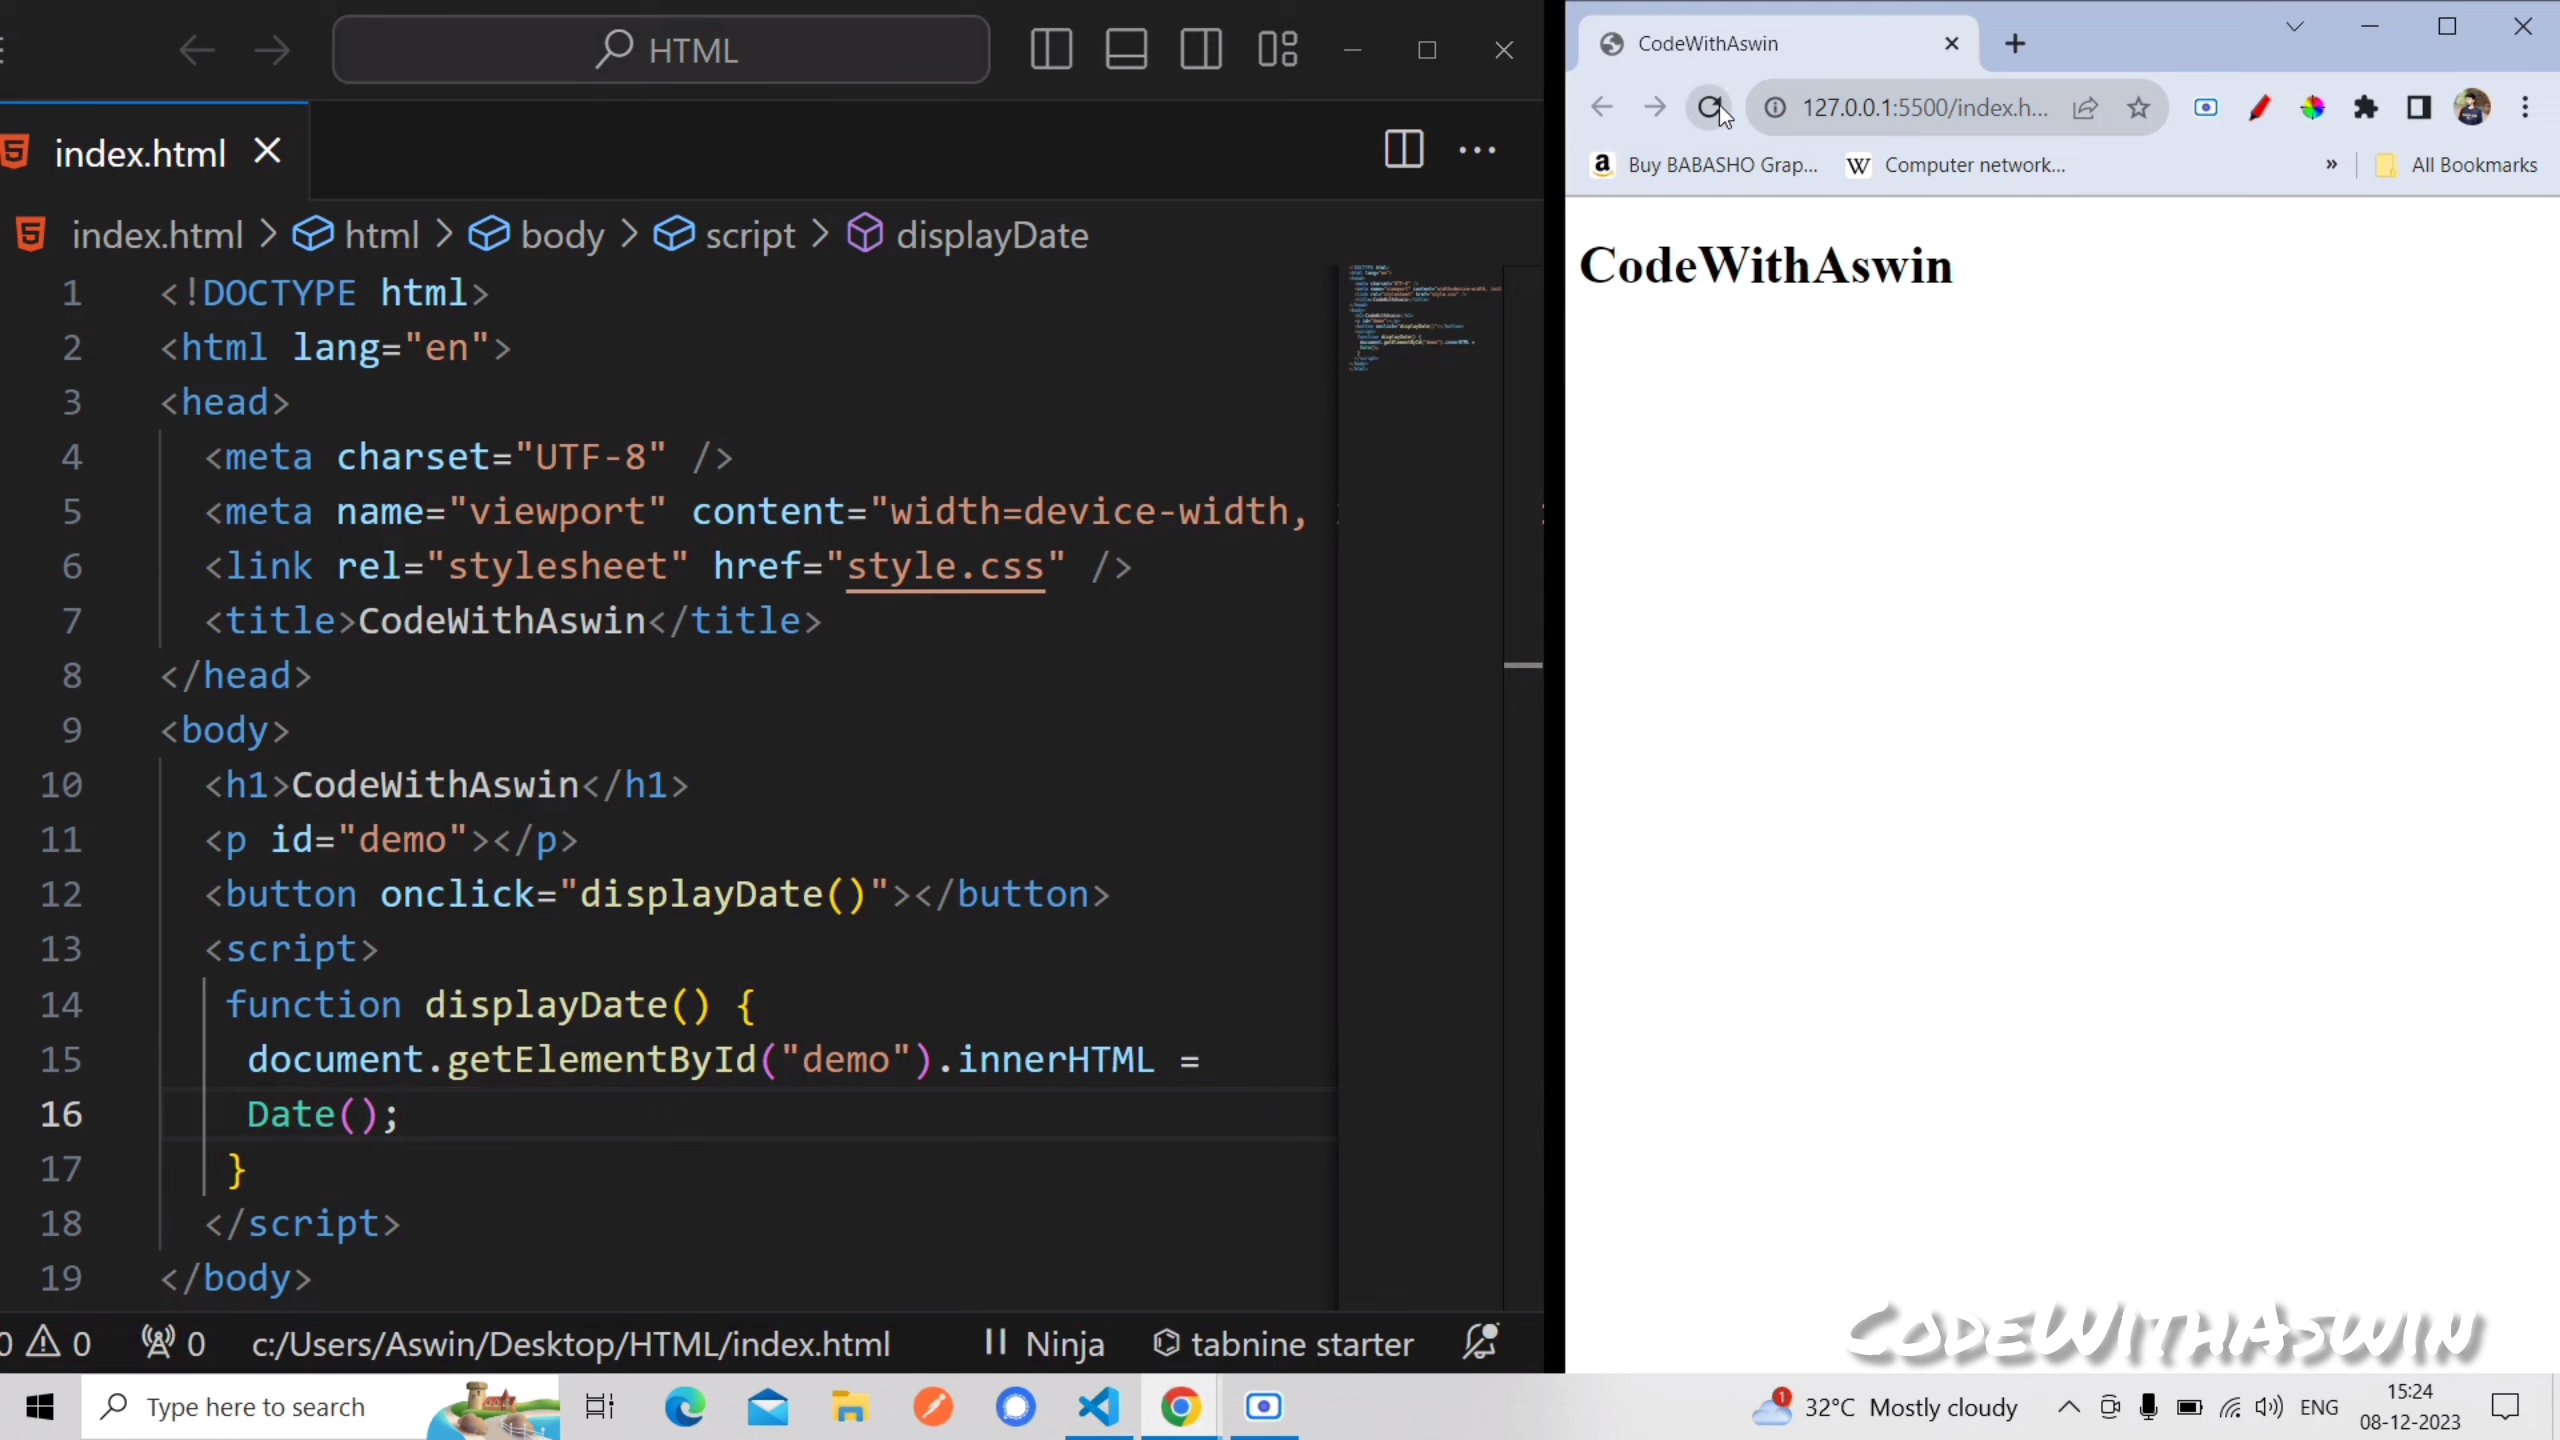 HTML
index.html
index.html > html > body > script > displayDate
1 <!DOCTYPE html>
2 <html lang="en">
3 <head>
4 <meta charset="UTF-8" />
5 <meta name="viewport" content="width=device-width,
6 <link rel="stylesheet" href="style.css" />
7 <title>CodeWithAswin</title>
8 </head>
9 <body>
10 <h1>CodeWithAswin</h1>
11 <p id="demo"></p>
12 <button onclick="displayDate()"></button>
13 <script>
14 function displayDate() {
15 document.getElementById("demo").innerHTML =
16 Date();
17 }
18 </script>
19 </body>
0 0 0 c:/Users/Aswin/Desktop/HTML/index.html Ninja tabnine starter
CodeWithAswin
127.0.0.1:5500/index.h...
Buy BABASHO Grap... Computer network... » All Bookmarks
CodeWithAswin
CodeWithAswin
Type here to search
1 32°C Mostly cloudy ENG 15:24
08-12-2023